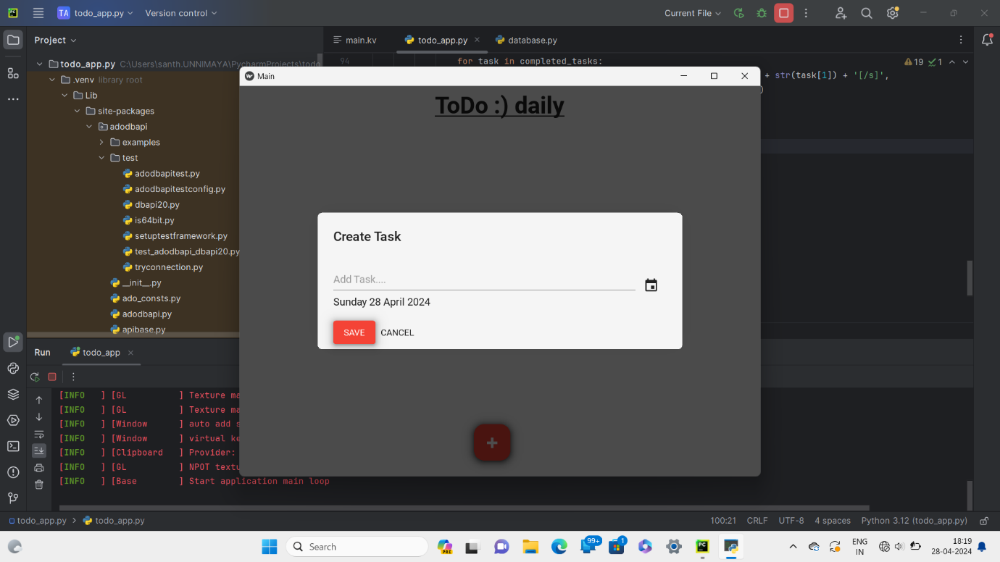 TA todo_app.py Version control Current File
Project main.kv todo_app.py database.py
todo_app.py C:\Users\santh.UNNIMAYA\PycharmProjects\todo
94 for task in completed_tasks: 19 1
+ str(task[1]) + '[/s]',
)
.venv library root
Lib
site-packages
adodbapi
examples
test
adodbapitest.py
adodbapitestconfig.py
dbapi20.py
is64bit.py
setuptestframework.py
test_adodbapi_dbapi20.py
tryconnection.py
__init__.py
ado_consts.py
adodbapi.py
apibase.py
Main
ToDo :) daily
Create Task
Add Task....
Sunday 28 April 2024
SAVE CANCEL
+
Run todo_app
[INFO ] [GL ] Texture ma
[INFO ] [GL ] Texture ma
[INFO ] [Window ] auto add s
[INFO ] [Window ] virtual ke
[INFO ] [Clipboard ] Provider:
[INFO ] [GL ] NPOT textu
[INFO ] [Base ] Start application main loop
todo_app.py > todo_app.py 100:21 CRLF UTF-8 4 spaces Python 3.12 (todo_app.py)
Search PRE 99+ 1 PC ENG IN 18:19
28-04-2024